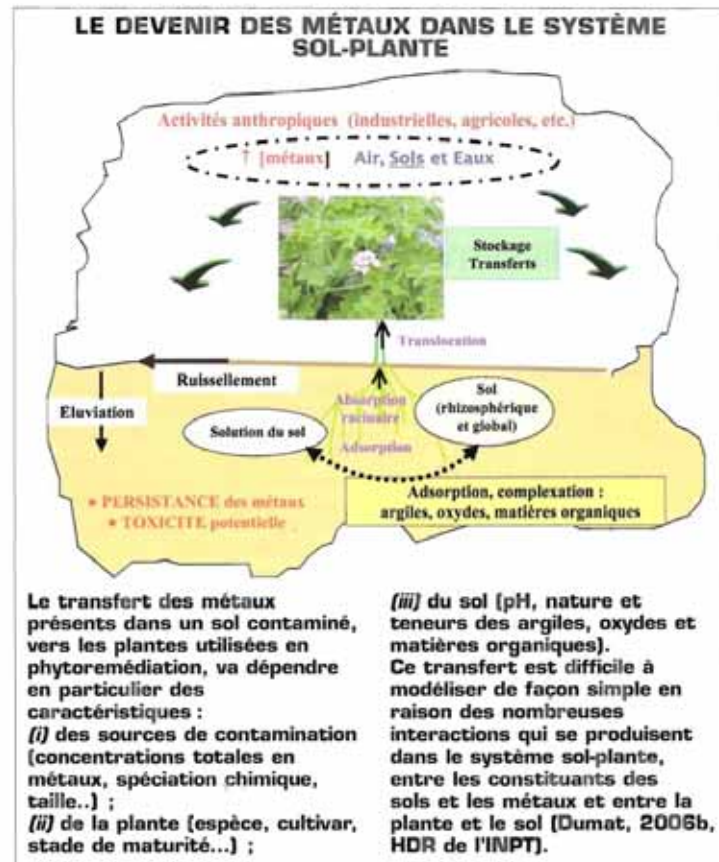 LE DEVENIR DES MÉTAUX DANS LE SYSTÈME
SOL-PLANTE
Activités anthropiques (industrielles, agricoles, etc.)
↑ [métaux] Air, Sols et Eaux
Stockage
Transferts
Translocation
Ruissellement
Eluviation
Absorption
racinaire
Adsorption
Solution du sol
Sol
(rhizosphérique
et global)
Adsorption, complexation :
argiles, oxydes, matières organiques
• PERSISTANCE des métaux
• TOXICITE potentielle
Le transfert des métaux
présents dans un sol contaminé,
vers les plantes utilisées en
phytoremédiation, va dépendre
en particulier des
caractéristiques :
(i) des sources de contamination
(concentrations totales en
métaux, spéciation chimique,
taille..) ;
(ii) de la plante (espèce, cultivar,
stade de maturité...) ;
(iii) du sol (pH, nature et
teneurs des argiles, oxydes et
matières organiques).
Ce transfert est difficile à
modéliser de façon simple en
raison des nombreuses
interactions qui se produisent
dans le système sol-plante,
entre les constituants des
sols et les métaux et entre la
plante et le sol (Dumat, 2006b,
HDR de l'INPT).